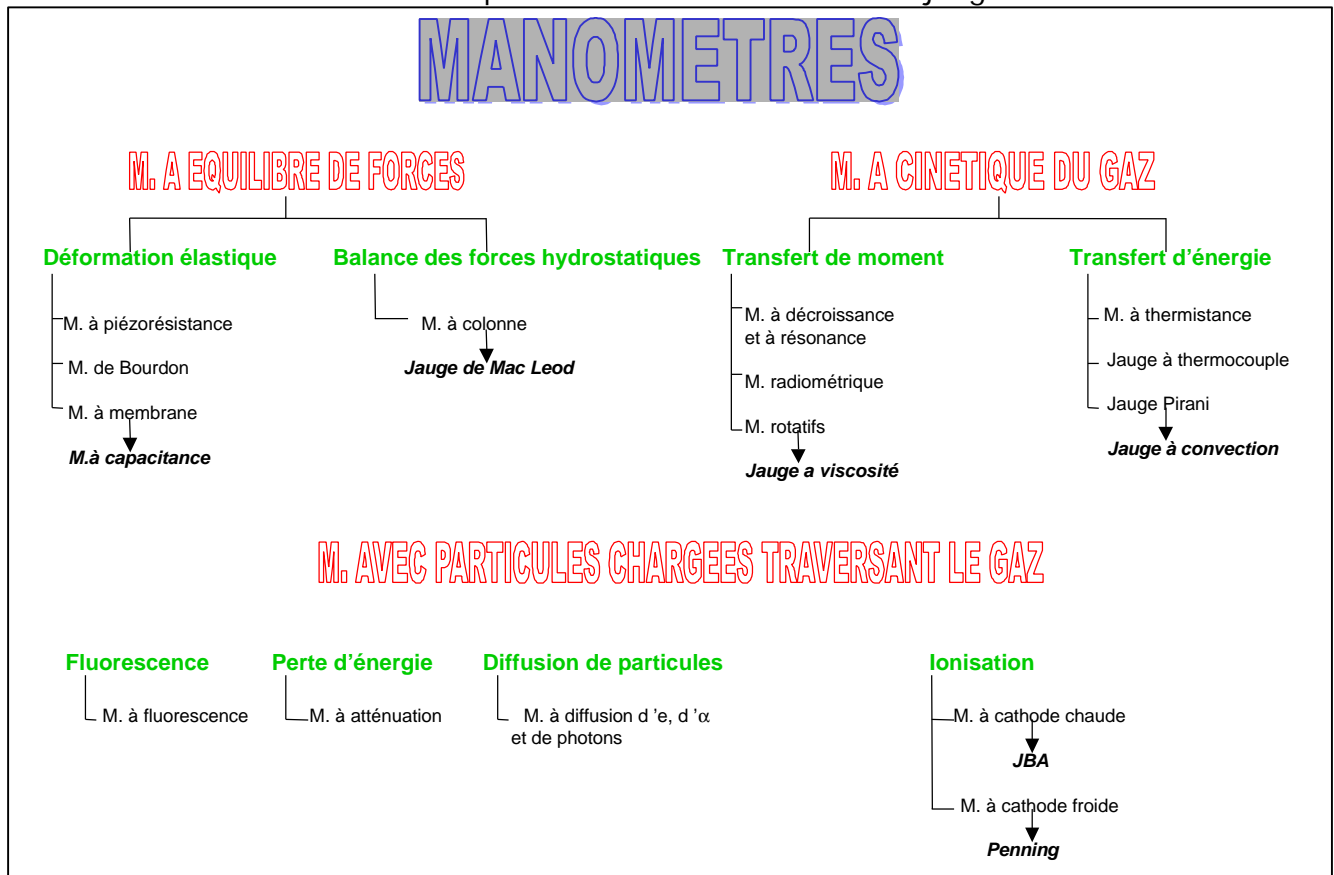 MANOMETRES
M. A EQUILIBRE DE FORCES
M. A CINETIQUE DU GAZ
Déformation élastique
M. à piézorésistance
M. de Bourdon
M. à membrane
M.à capacitance
Balance des forces hydrostatiques
M. à colonne
Jauge de Mac Leod
Transfert de moment
M. à décroissance
et à résonance
M. radiométrique
M. rotatifs
Jauge a viscosité
Transfert d’énergie
M. à thermistance
Jauge à thermocouple
Jauge Pirani
Jauge à convection
M. AVEC PARTICULES CHARGEES TRAVERSANT LE GAZ
Fluorescence
M. à fluorescence
Perte d’énergie
M. à atténuation
Diffusion de particules
M. à diffusion d ’e, d ’α
et de photons
Ionisation
M. à cathode chaude
JBA
M. à cathode froide
Penning